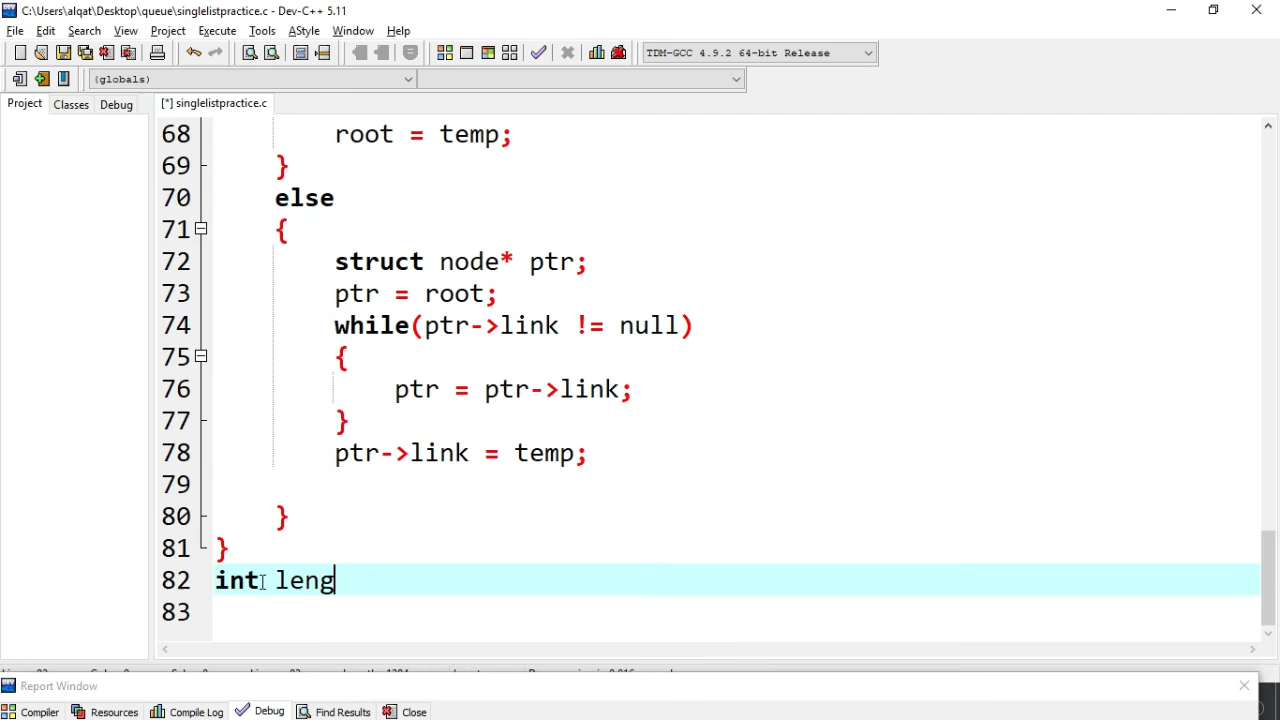 C:\Users\alqat\Desktop\queue\singlelistpractice.c - Dev-C++ 5.11
File Edit Search View Project Execute Tools AStyle Window Help
TDM-GCC 4.9.2 64-bit Release
(globals)
Project Classes Debug [*] singlelistpractice.c
68 root = temp;
69 }
70 else
71 {
72 struct node* ptr;
73 ptr = root;
74 while(ptr->link != null)
75 {
76 ptr = ptr->link;
77 }
78 ptr->link = temp;
79
80 }
81 }
82 int leng
83
Report Window
Compiler Resources Compile Log Debug Find Results Close